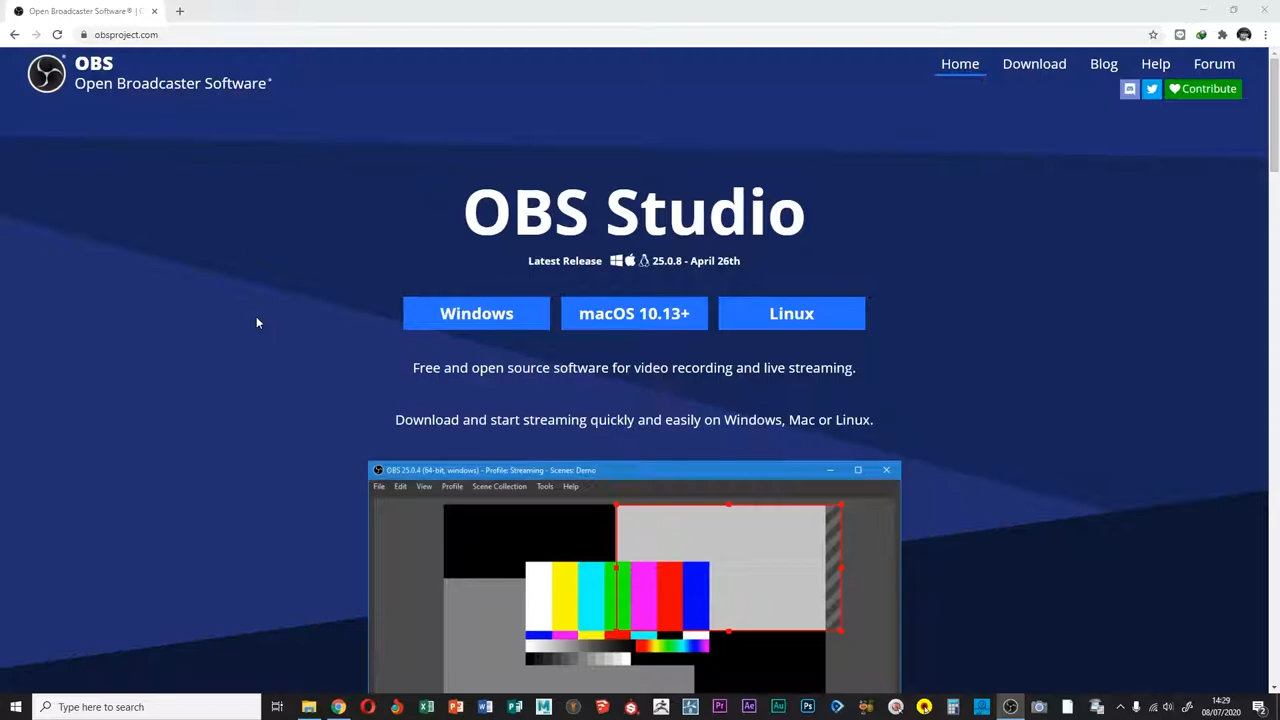 Open Broadcaster Software® | O
obsproject.com
OBS
Open Broadcaster Software
Home Download Blog Help Forum
Contribute
OBS Studio
Latest Release 25.0.8 - April 26th
Windows macOS 10.13+ Linux
Free and open source software for video recording and live streaming.
Download and start streaming quickly and easily on Windows, Mac or Linux.
OBS 25.0.4 (64-bit, windows) - Profile: Streaming - Scenes: Demo
File Edit View Profile Scene Collection Tools Help
Type here to search
14:29
08/07/2020